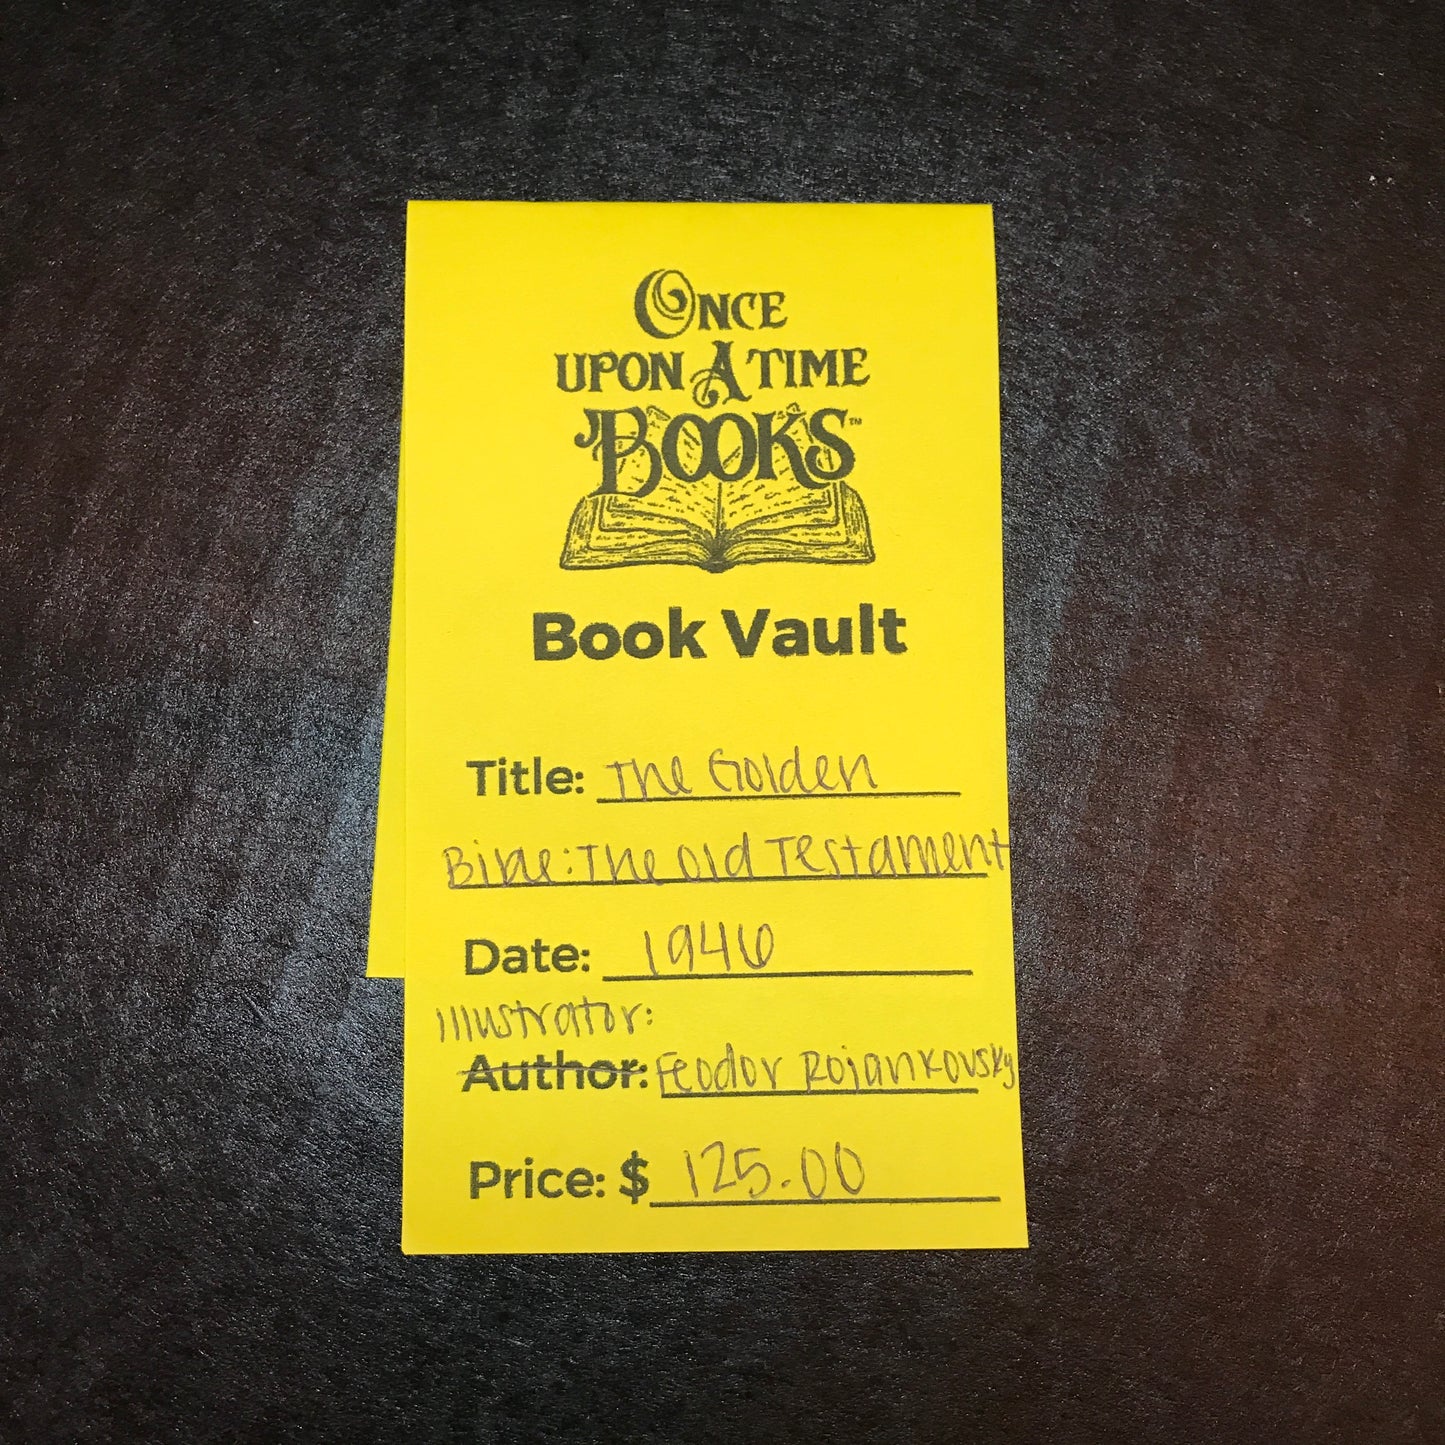 ONCE
UPON A TIME
BOOKS™
Book Vault
Title: The Golden
Bible: The Old Testament
Date: 1946
illustrator:
Author: Feodor Rojankovsky
Price: $ 125.00